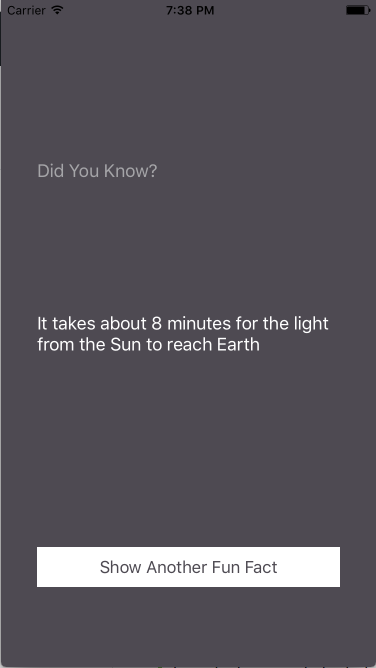 Carrier 7:38 PM
Did You Know?
It takes about 8 minutes for the light
from the Sun to reach Earth
Show Another Fun Fact